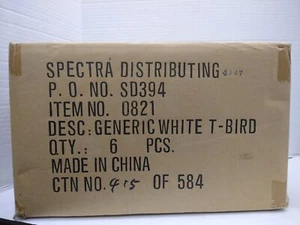 SPECTRA DISTRIBUTING
P. O. NO. SD394
ITEM NO. 0821
DESC: GENERIC WHITE T-BIRD
QTY.: 6 PCS.
MADE IN CHINA
CTN NO. 415 OF 584